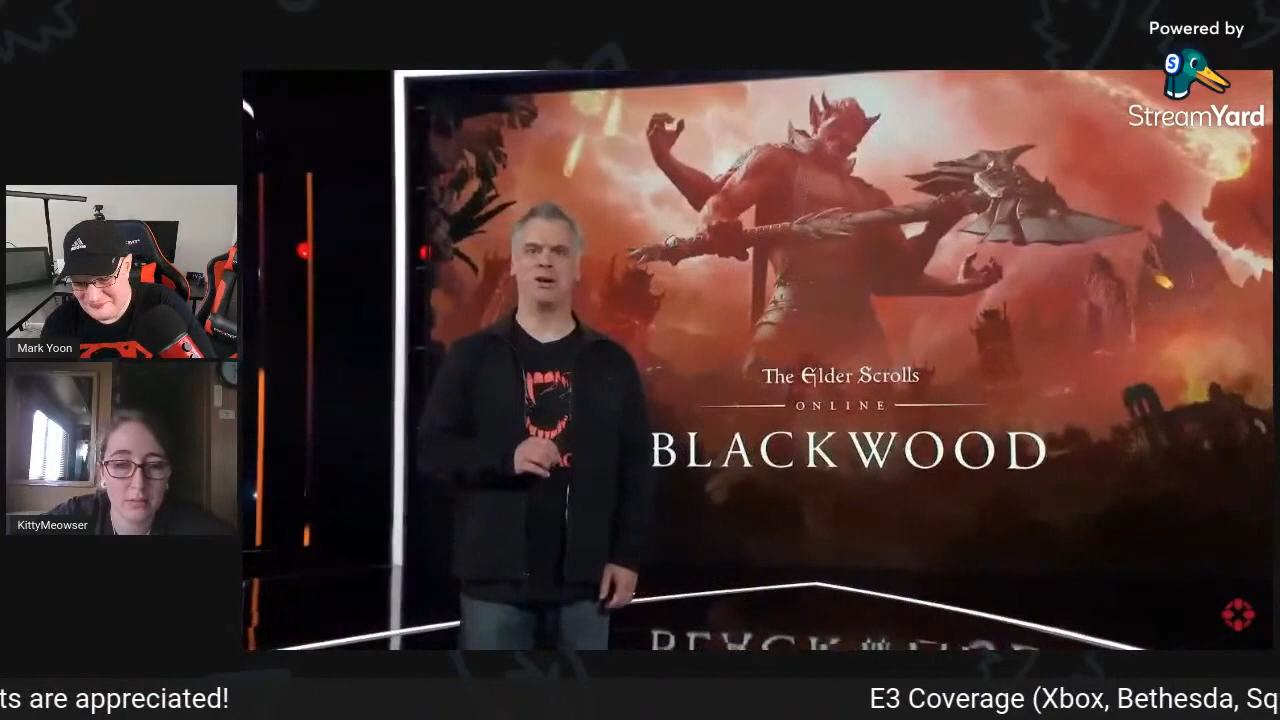 Powered by
StreamYard
Mark Yoon
KittyMeowser
The Elder Scrolls
ONLINE
BLACKWOOD
ts are appreciated!
E3 Coverage (Xbox, Bethesda, Sq